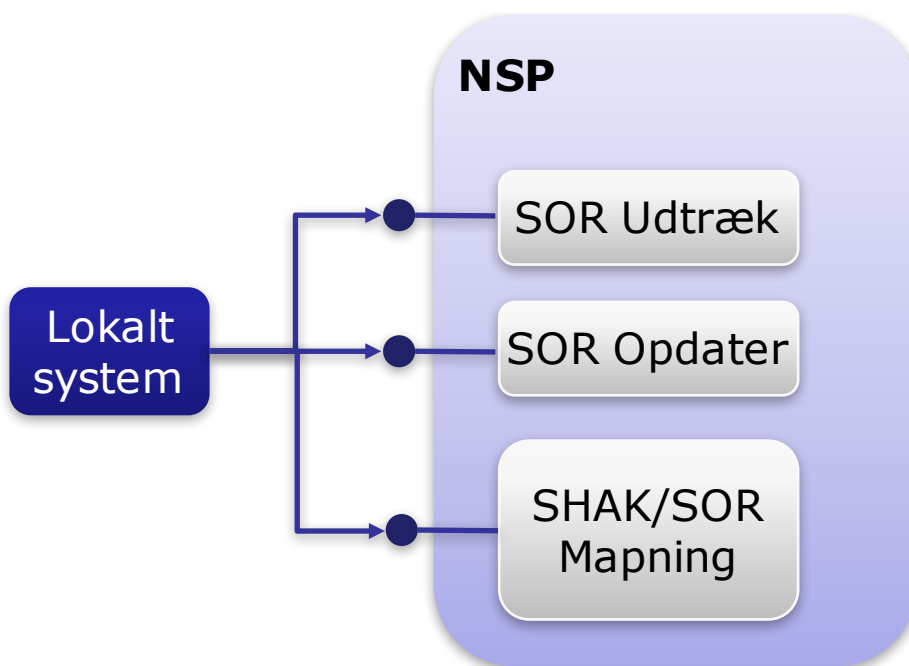 NSP
SOR Udtræk
Lokalt
system
SOR Opdater
SHAK/SOR
Mapning